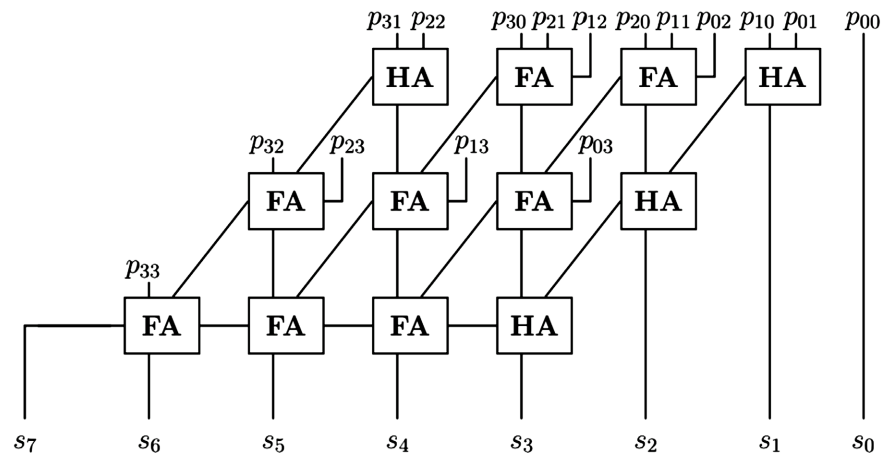 p₃₁ p₂₂ p₃₀ p₂₁ p₁₂ p₂₀ p₁₁ p₀₂ p₁₀ p₀₁ p₀₀
HA FA FA HA
p₃₂ p₂₃ p₁₃ p₀₃
FA FA FA HA
p₃₃
FA FA FA HA
s₇ s₆ s₅ s₄ s₃ s₂ s₁ s₀